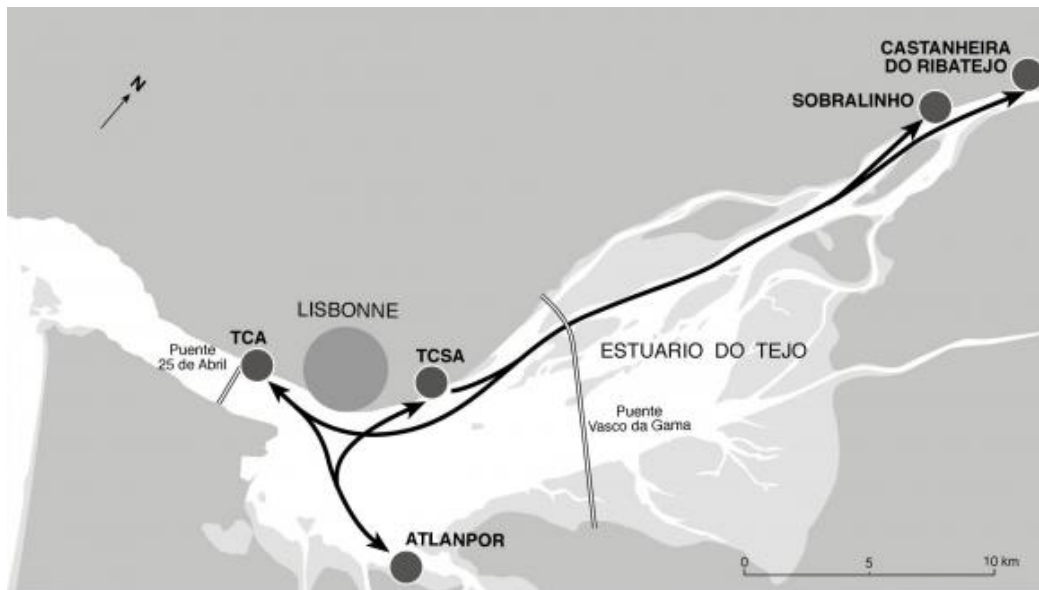 N
CASTANHEIRA
DO RIBATEJO
SOBRALINHO
LISBONNE
TCA
Puente
25 de Abril
TCSA
ESTUARIO DO TEJO
Puente
Vasco da Gama
ATLANPOR
0 5 10 km